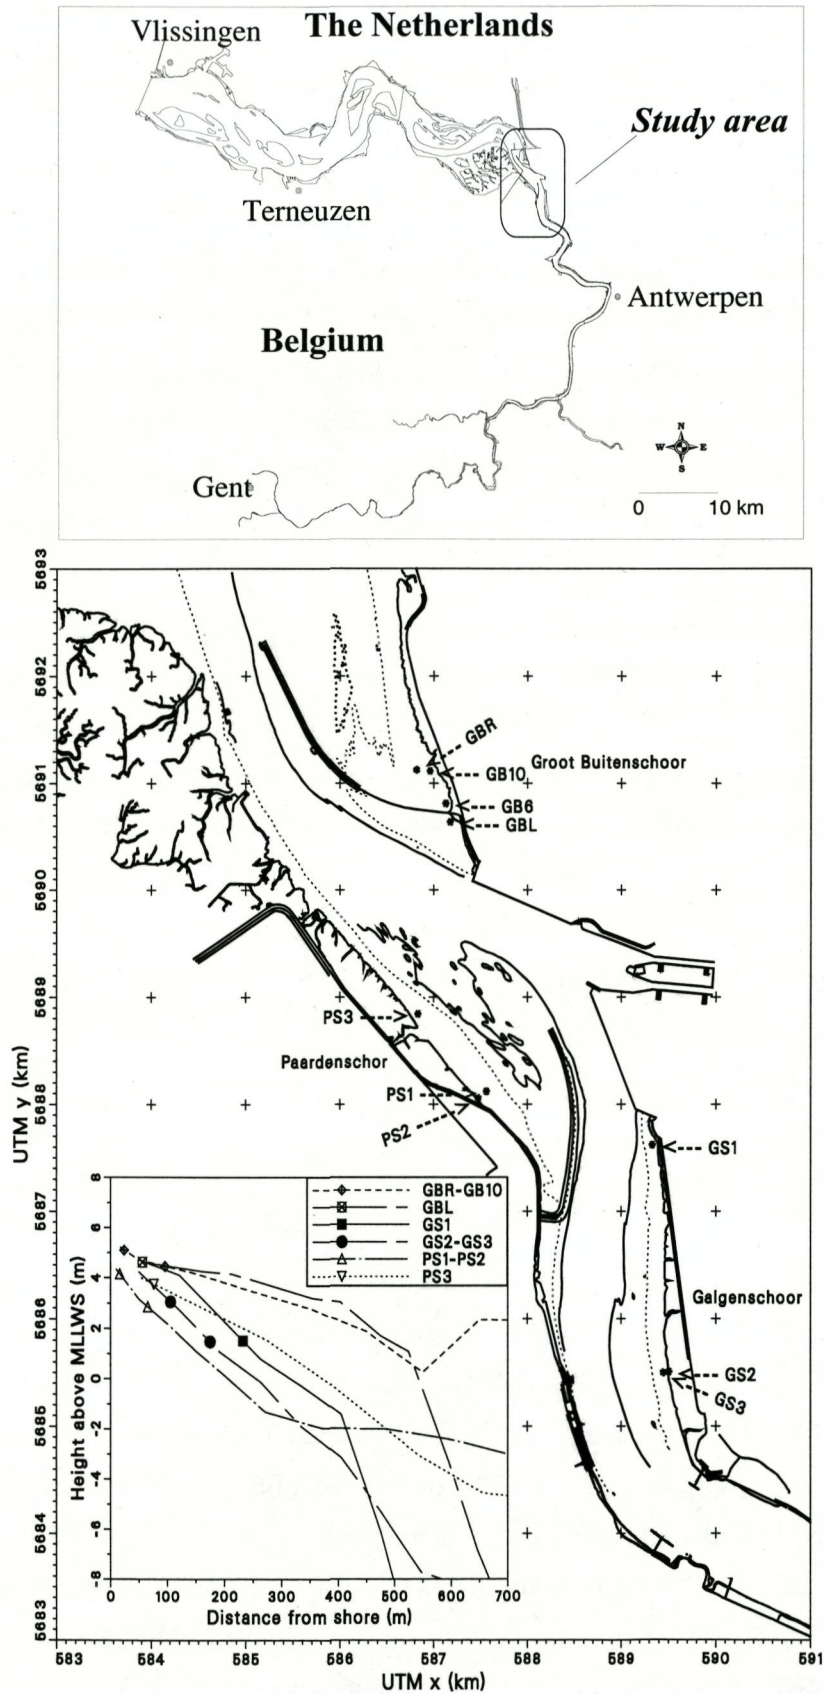 The Netherlands
Vlissingen
Study area
Terneuzen
Antwerpen
Belgium
N
W E
S
Gent
0 10 km
5693
5692
5691
5690
5689
5688
5687
5686
5685
5684
5683
UTM y (km)
GBR
Groot Buitenschoor
GB10
GB6
GBL
PS3
Paardenschor
PS1
PS2
GS1
Galgenschoor
GS2
GS3
8
6
4
2
0
-2
-4
-6
-8
Height above MLLWS (m)
GBR-GB10
GBL
GS1
GS2-GS3
PS1-PS2
PS3
0 100 200 300 400 500 600 700
Distance from shore (m)
583 584 585 586 587 588 589 590 591
UTM x (km)